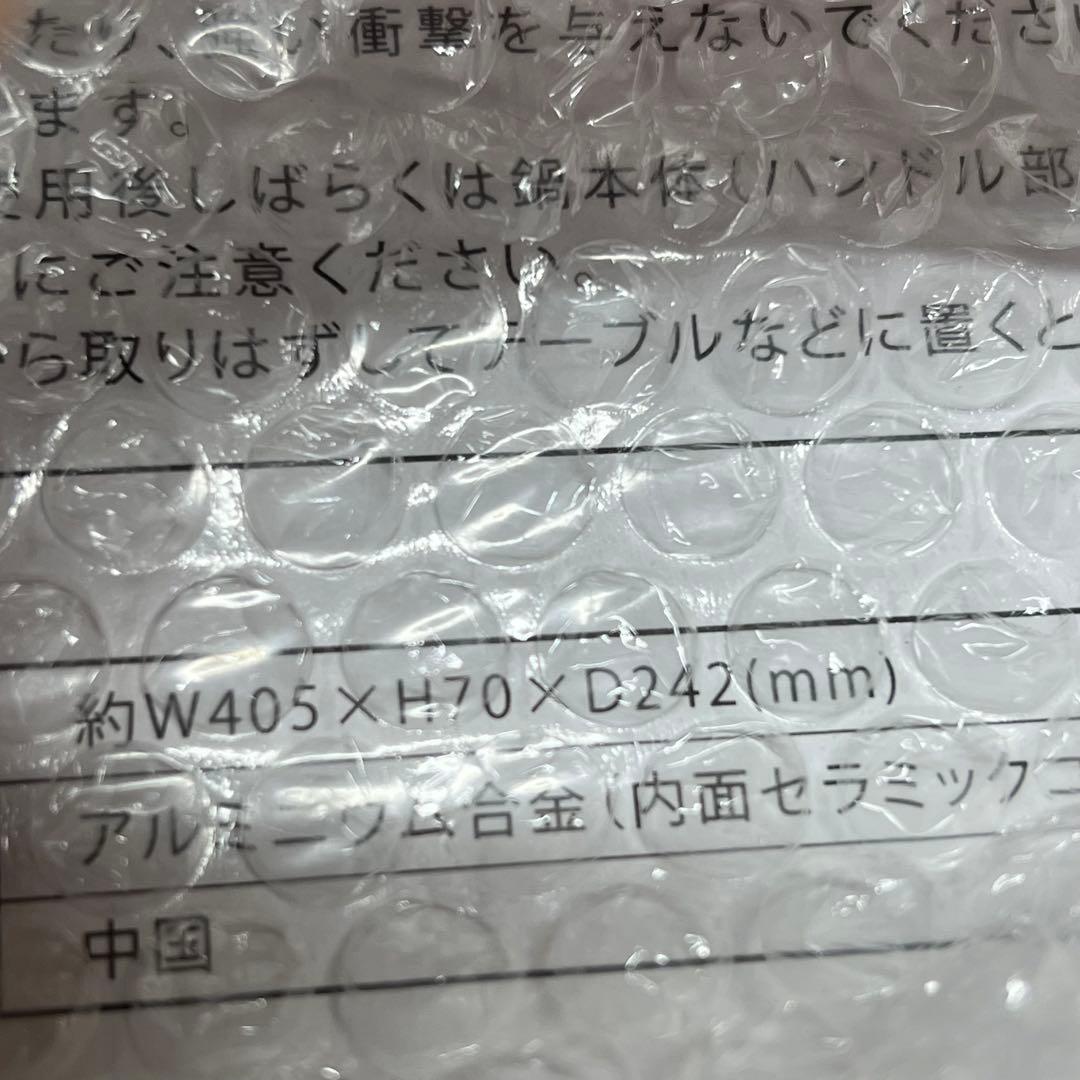 たり、強い衝撃を与えないでくださ
ます。
使用後しばらくは鍋本体(ハンドル部
にご注意ください。
から取りはずしてテーブルなどに置くと
約W405×H70×D242(mm)
アルミニウム合金(内面セラミックコ
中国